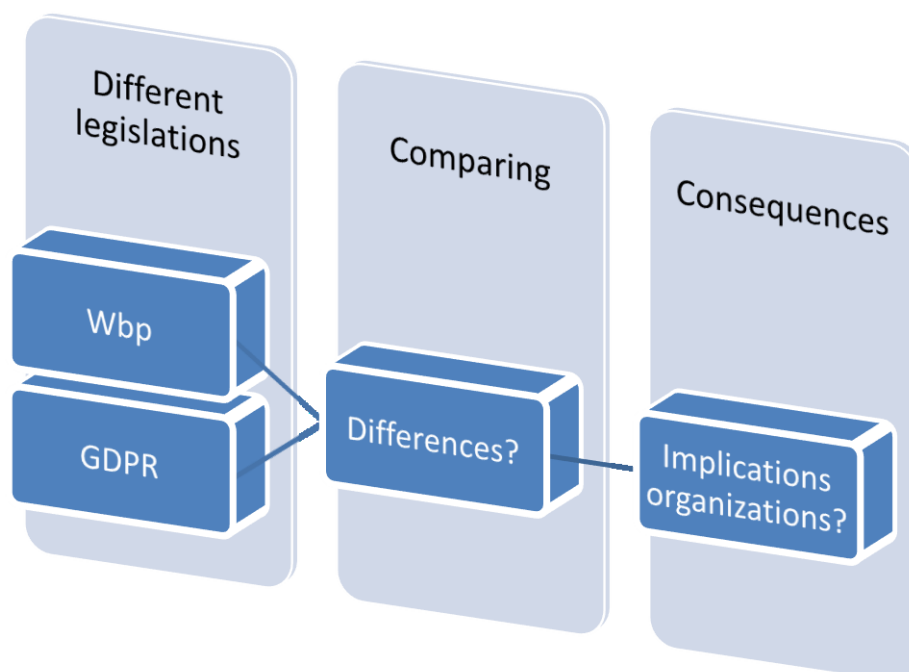 Different
legislations
Wbp
GDPR
Comparing
Differences?
Consequences
Implications
organizations?